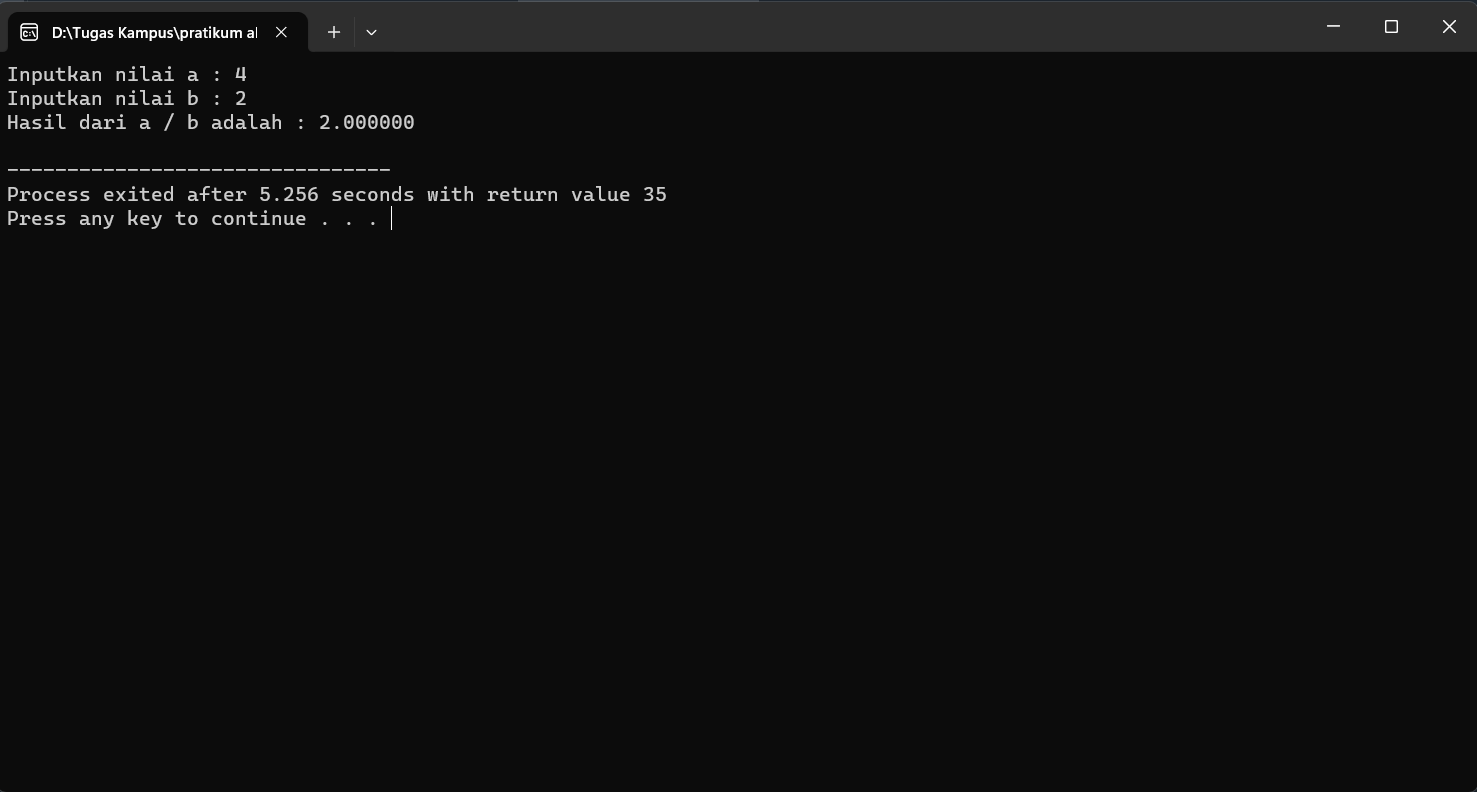 D:\Tugas Kampus\pratikum al
Inputkan nilai a : 4
Inputkan nilai b : 2
Hasil dari a / b adalah : 2.000000
--------------------------------
Process exited after 5.256 seconds with return value 35
Press any key to continue . . .